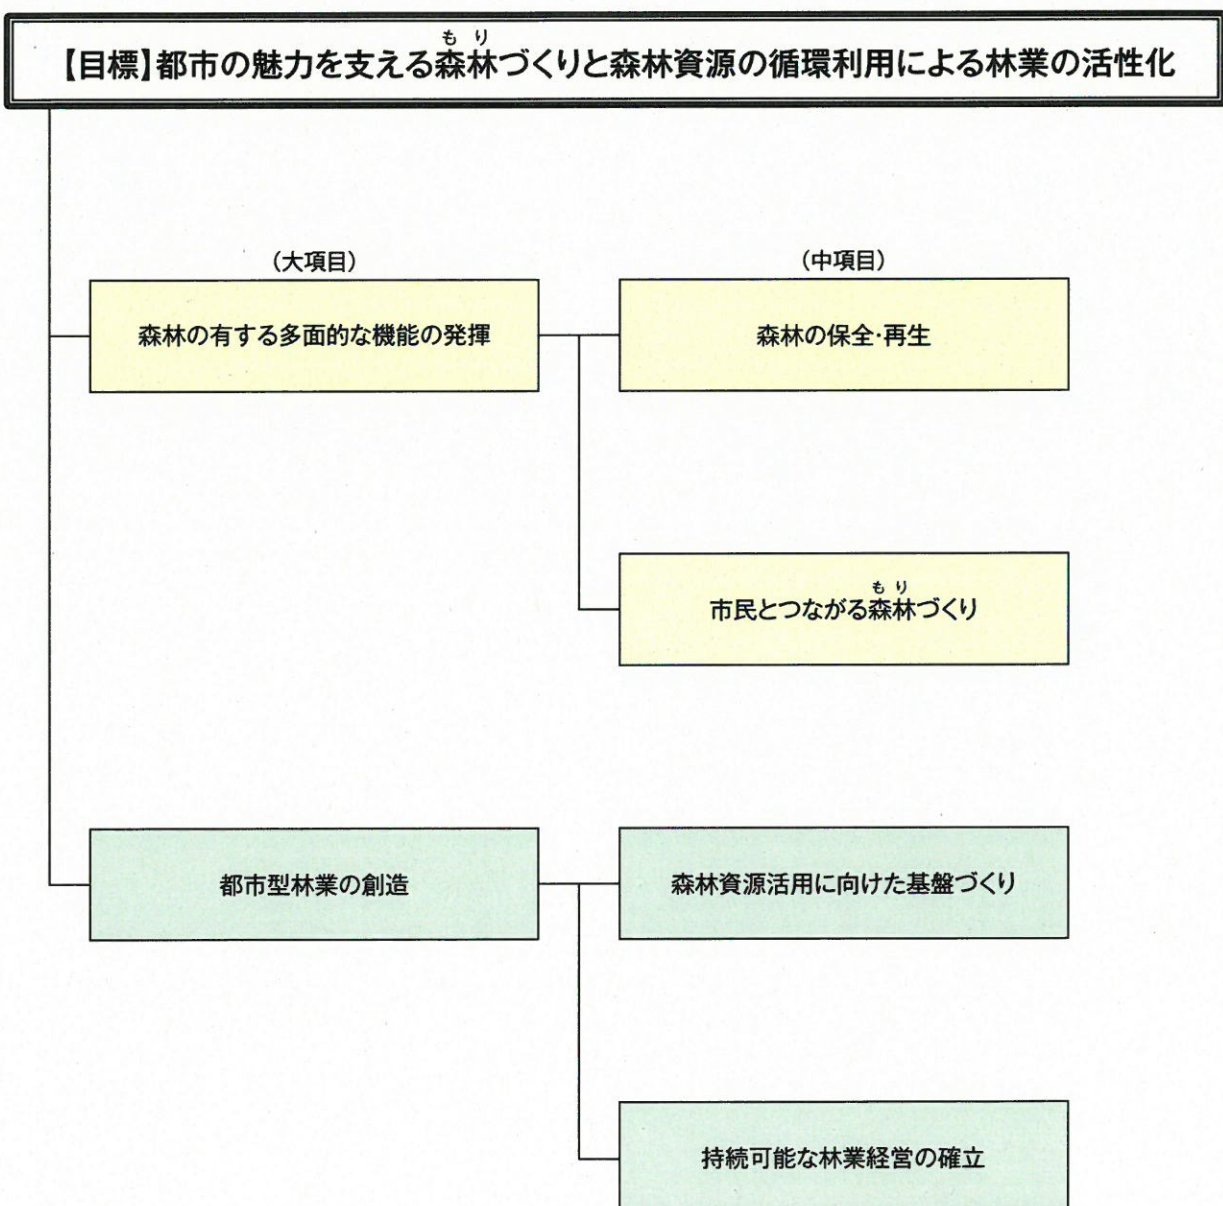 【目標】都市の魅力を支える森林づくりと森林資源の循環利用による林業の活性化
もり
(大項目)
(中項目)
森林の有する多面的な機能の発揮
森林の保全・再生
もり
市民とつながる森林づくり
都市型林業の創造
森林資源活用に向けた基盤づくり
持続可能な林業経営の確立